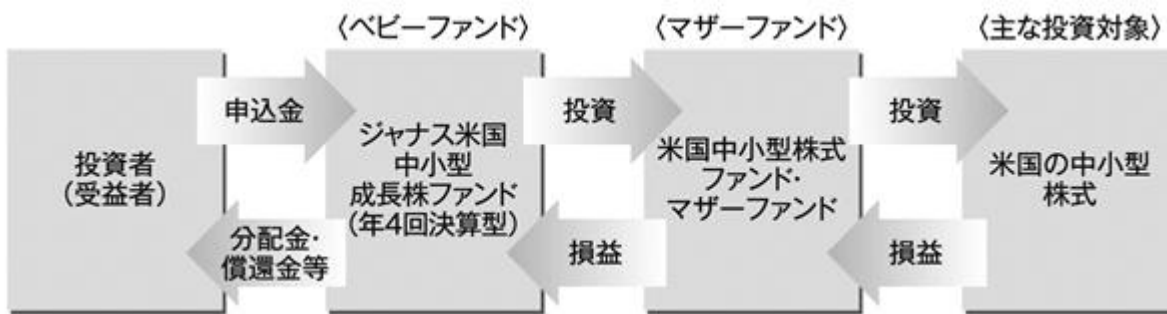 〈ベビーファンド〉
〈マザーファンド〉
〈主な投資対象〉
投資者
(受益者)
申込金
分配金・
償還金等
ジャナス米国
中小型
成長株ファンド
(年4回決算型)
投資
損益
米国中小型株式
ファンド・
マザーファンド
投資
損益
米国の中小型
株式